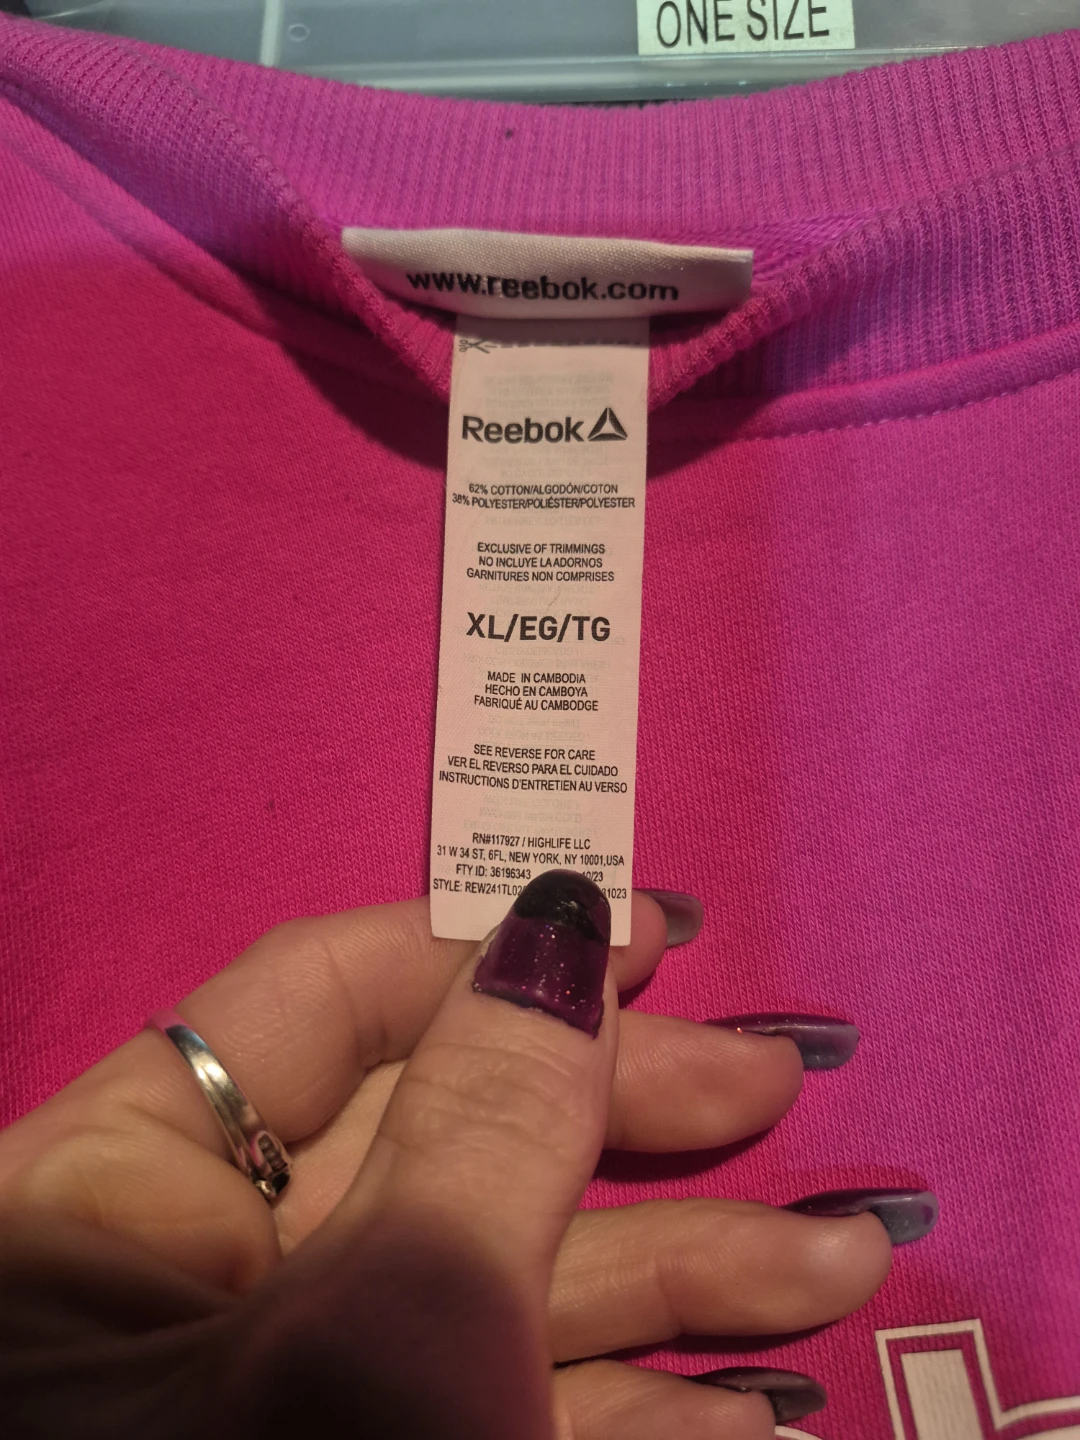 ONE SIZE
www.reebok.com
Reebok
62% COTTON/ALGODÓN/COTON
38% POLYESTER/POLIÉSTER/POLYESTER
EXCLUSIVE OF TRIMMINGS
NO INCLUYE LA ADORNOS
GARNITURES NON COMPRISES
XL/EG/TG
MADE IN CAMBODIA
HECHO EN CAMBOYA
FABRIQUÉ AU CAMBODGE
SEE REVERSE FOR CARE
VER EL REVERSO PARA EL CUIDADO
INSTRUCTIONS D'ENTRETIEN AU VERSO
RN#117927 / HIGHLIFE LLC
31 W 34 ST, 6FL, NEW YORK, NY 10001,USA
FTY ID: 36196343 10/23
STYLE: 31023